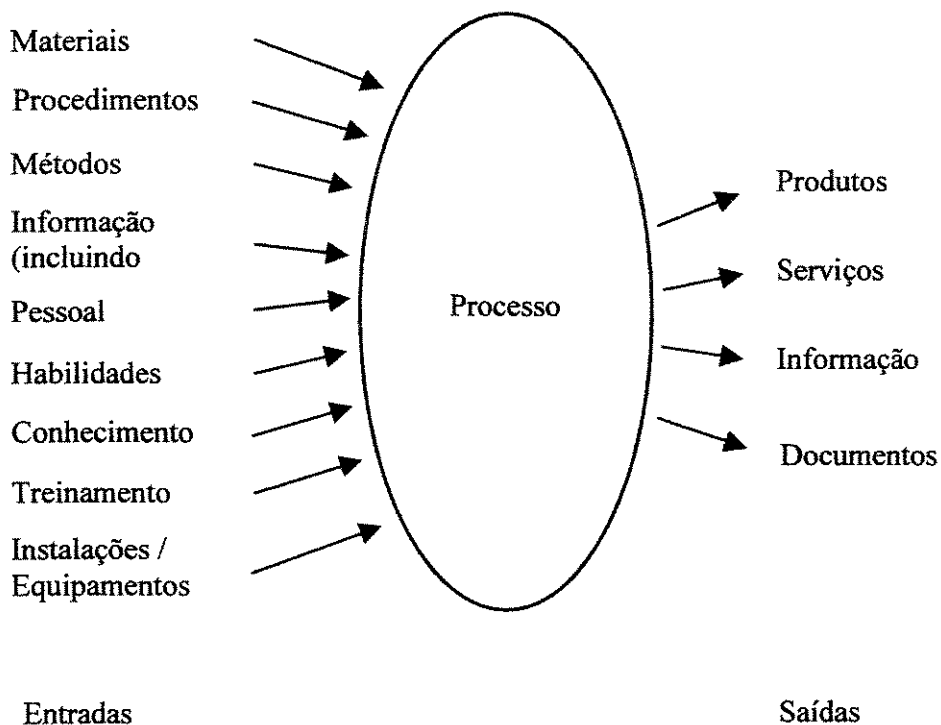 Materiais
Procedimentos
Métodos
Informação
(incluindo
Pessoal
Habilidades
Conhecimento
Treinamento
Instalações /
Equipamentos
Processo
Produtos
Serviços
Informação
Documentos
Entradas
Saídas